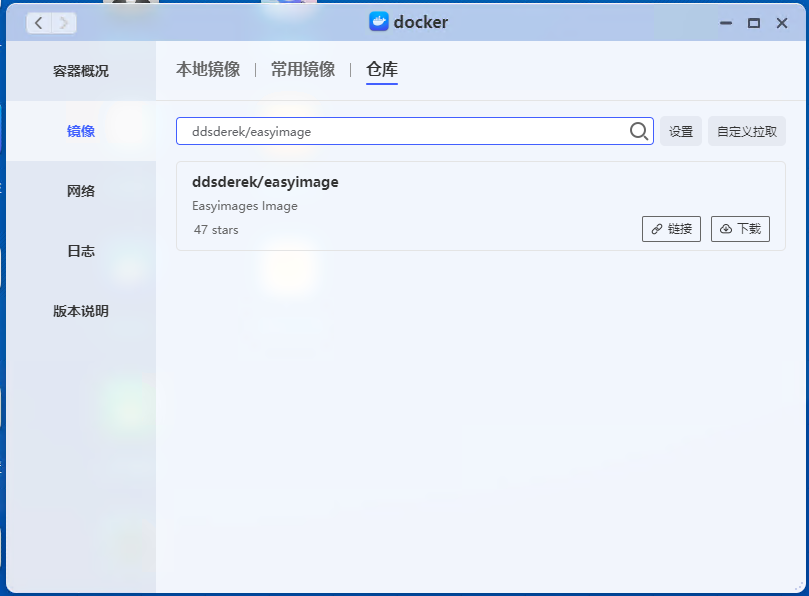 docker
容器概况
镜像
网络
日志
版本说明
本地镜像 | 常用镜像 | 仓库
ddsderek/easyimage
设置
自定义拉取
ddsderek/easyimage
Easyimages Image
47 stars
链接
下载